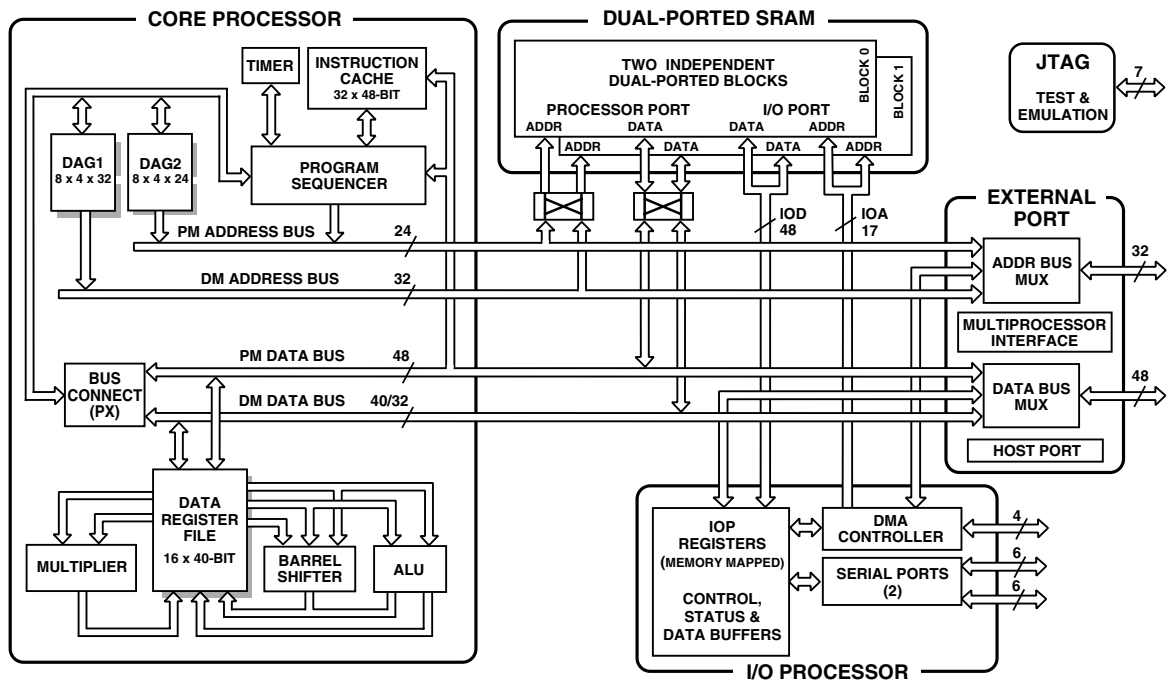 CORE PROCESSOR
TIMER
INSTRUCTION
CACHE
32 x 48-BIT
DAG1
8 x 4 x 32
DAG2
8 x 4 x 24
PROGRAM
SEQUENCER
PM ADDRESS BUS
24
DM ADDRESS BUS
32
BUS
CONNECT
(PX)
PM DATA BUS
48
DM DATA BUS
40/32
DATA
REGISTER
FILE
16 x 40-BIT
MULTIPLIER
BARREL
SHIFTER
ALU
DUAL-PORTED SRAM
TWO INDEPENDENT
DUAL-PORTED BLOCKS
BLOCK 0
BLOCK 1
PROCESSOR PORT
I/O PORT
ADDR
DATA
DATA
ADDR
ADDR
DATA
DATA
ADDR
IOD
48
IOA
17
JTAG
TEST &
EMULATION
7
EXTERNAL
PORT
ADDR BUS
MUX
32
MULTIPROCESSOR
INTERFACE
DATA BUS
MUX
48
HOST PORT
IOP
REGISTERS
(MEMORY MAPPED)
CONTROL,
STATUS &
DATA BUFFERS
DMA
CONTROLLER
4
SERIAL PORTS
(2)
6
6
I/O PROCESSOR